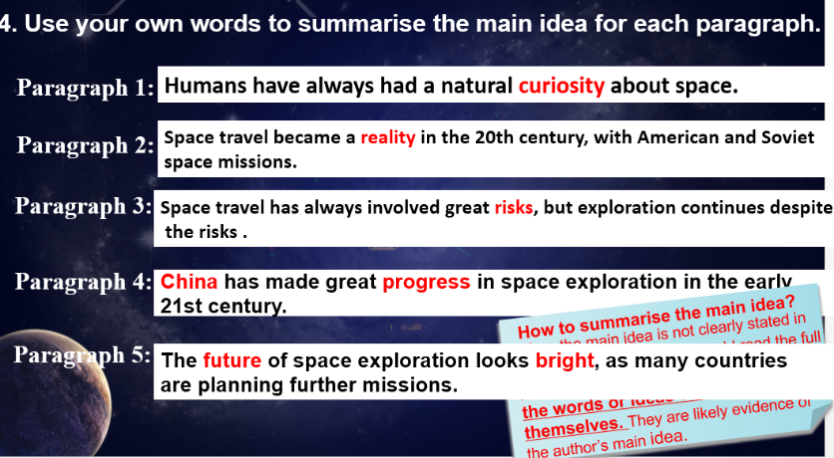 4. Use your own words to summarise the main idea for each paragraph.
Paragraph 1: Humans have always had a natural curiosity about space.
Paragraph 2: Space travel became a reality in the 20th century, with American and Soviet
space missions.
Paragraph 3: Space travel has always involved great risks, but exploration continues despite
the risks .
Paragraph 4: China has made great progress in space exploration in the early
21st century.
How to summarise the main idea?
main idea is not clearly stated in
the full
Paragraph 5: The future of space exploration looks bright, as many countries
are planning further missions.
the words or
themselves. They are likely evidence of
the author's main idea.